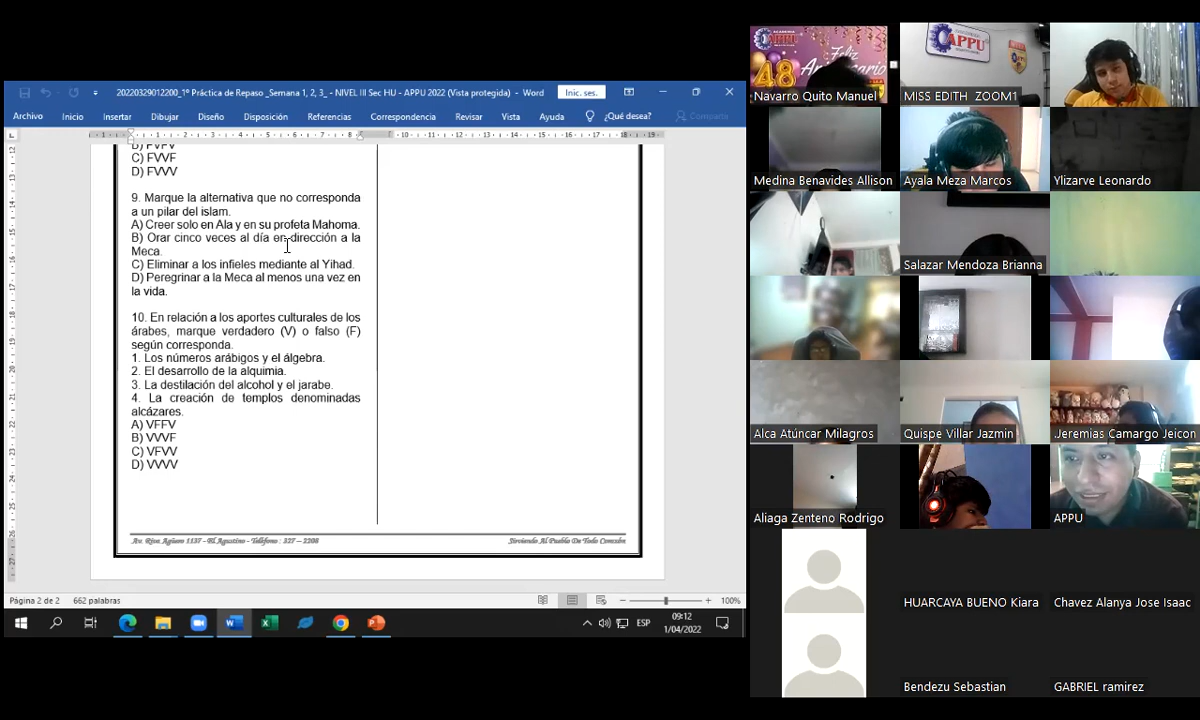 20220329012200_1º Práctica de Repaso _Semana 1, 2, 3_ - NIVEL III Sec HU - APPU 2022 (Vista protegida) - Word
Inic. ses.
Archivo Inicio Insertar Dibujar Diseño Disposición Referencias Correspondencia Revisar Vista Ayuda ¿Qué desea? Compartir
B) FVFV
C) FVVF
D) FVVV
9. Marque la alternativa que no corresponda
a un pilar del islam.
A) Creer solo en Ala y en su profeta Mahoma.
B) Orar cinco veces al día en dirección a la
Meca.
C) Eliminar a los infieles mediante al Yihad.
D) Peregrinar a la Meca al menos una vez en
la vida.
10. En relación a los aportes culturales de los
árabes, marque verdadero (V) o falso (F)
según corresponda.
1. Los números arábigos y el álgebra.
2. El desarrollo de la alquimia.
3. La destilación del alcohol y el jarabe.
4. La creación de templos denominadas
alcázares.
A) VFFV
B) VVVF
C) VFVV
D) VVVV
Av. Riva Agüero 1137 - El Agustino - Teléfono : 327 – 2208
Sirviendo Al Pueblo De Todo Corazón
Página 2 de 2 662 palabras
100%
ESP
09:12
1/04/2022
APPU
Feliz
48 Aniversario
Navarro Quito Manuel
APPU
MISS EDITH ZOOM1
Medina Benavides Allison
Ayala Meza Marcos
Ylizarve Leonardo
Salazar Mendoza Brianna
Alca Atúncar Milagros
Quispe Villar Jazmin
Jeremias Camargo Jeicon
Aliaga Zenteno Rodrigo
APPU
HUARCAYA BUENO Kiara
Chavez Alanya Jose Isaac
Bendezu Sebastian
GABRIEL ramirez